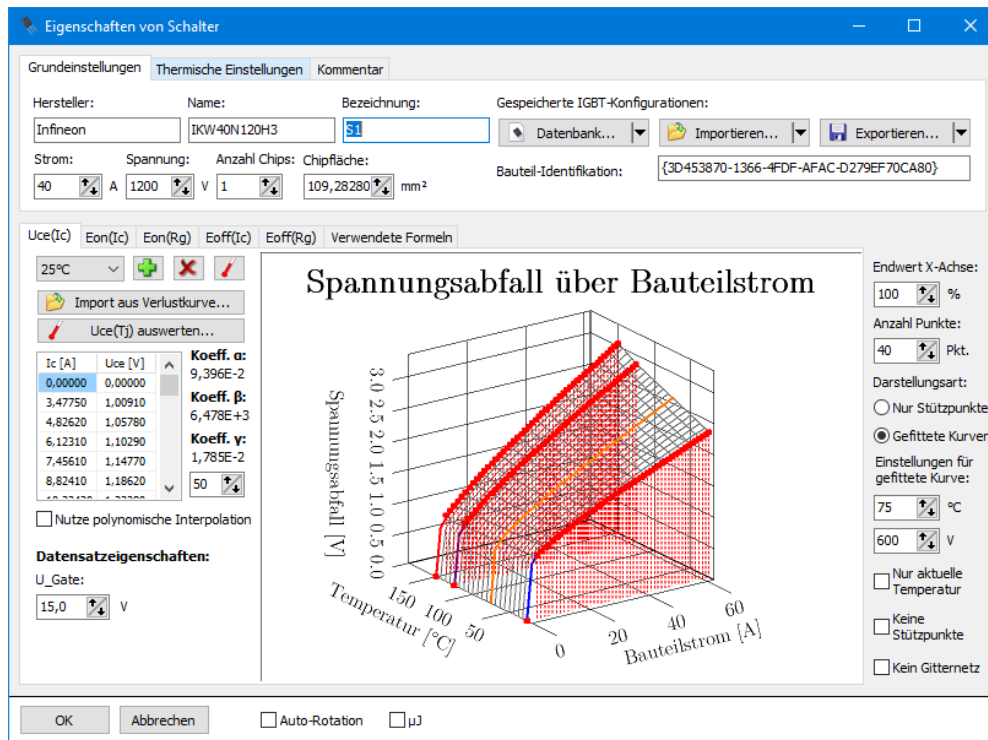 Eigenschaften von Schalter
Grundeinstellungen Thermische Einstellungen Kommentar
Hersteller: Name: Bezeichnung: Gespeicherte IGBT-Konfigurationen:
Infineon IKW40N120H3 S1 Datenbank... Importieren... Exportieren...
Strom: Spannung: Anzahl Chips: Chipfläche: Bauteil-Identifikation: {3D453870-1366-4FDF-AFAC-D279EF70CA80}
40 A 1200 V 1 109,28280 mm²
Uce(Ic) Eon(Ic) Eon(Rg) Eoff(Ic) Eoff(Rg) Verwendete Formeln
25°C
Import aus Verlustkurve...
Uce(Tj) auswerten...
Ic [A] Uce [V]
0,00000 0,00000
3,47750 1,00910
4,82620 1,05780
6,12310 1,10290
7,45610 1,14770
8,82410 1,18620
Koeff. α:
9,396E-2
Koeff. β:
6,478E+3
Koeff. γ:
1,785E-2
50
Nutze polynomische Interpolation
Datensatzeigenschaften:
U_Gate:
15,0 V
Spannungsabfall über Bauteilstrom
Spannungsabfall [V]
0.0 0.5 1.0 1.5 2.0 2.5 3.0
Temperatur [°C]
150 100 50
Bauteilstrom [A]
0 20 40 60
Endwert X-Achse:
100 %
Anzahl Punkte:
40 Pkt.
Darstellungsart:
Nur Stützpunkte
Gefittete Kurven
Einstellungen für
gefittete Kurve:
75 °C
600 V
Nur aktuelle
Temperatur
Keine
Stützpunkte
Kein Gitternetz
OK Abbrechen Auto-Rotation µJ